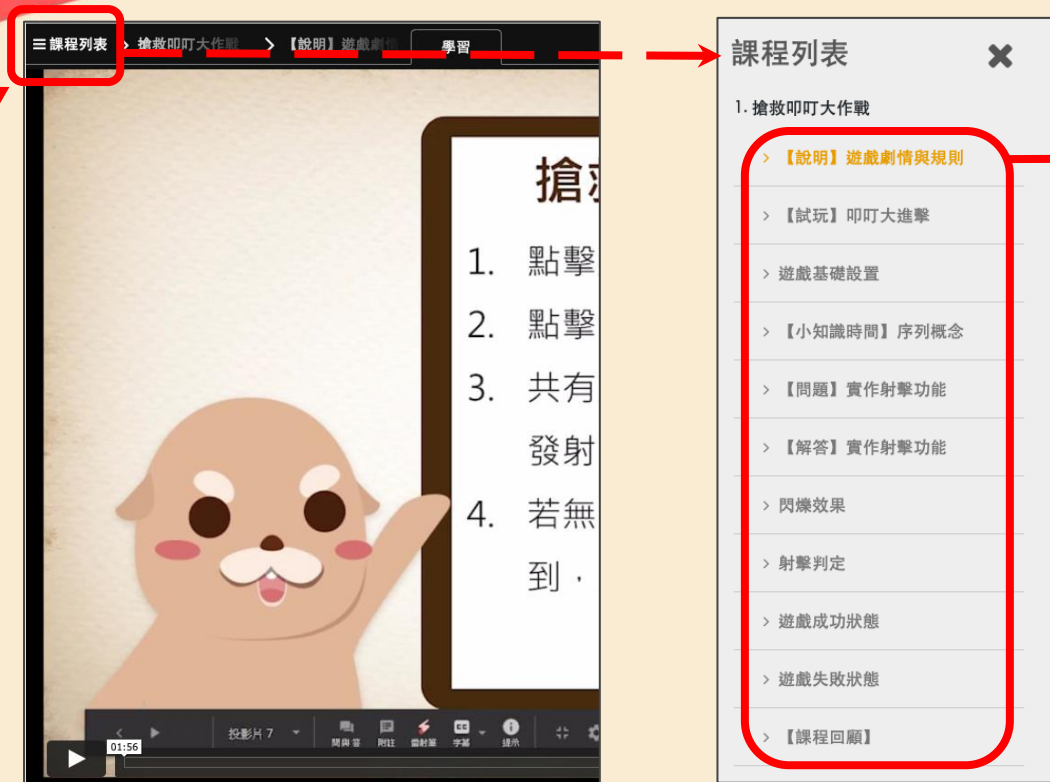 課程列表
搶救叩叮大作戰
【說明】遊戲劇情
學習
搶
1. 點擊
2. 點擊
3. 共有
發射
4. 若無
到，
投影片 7
問與答
附註
雷射筆
字幕
提示
01:56
課程列表
1. 搶救叩叮大作戰
【說明】遊戲劇情與規則
【試玩】叩叮大進擊
遊戲基礎設置
【小知識時間】序列概念
【問題】實作射擊功能
【解答】實作射擊功能
閃爍效果
射擊判定
遊戲成功狀態
遊戲失敗狀態
【課程回顧】